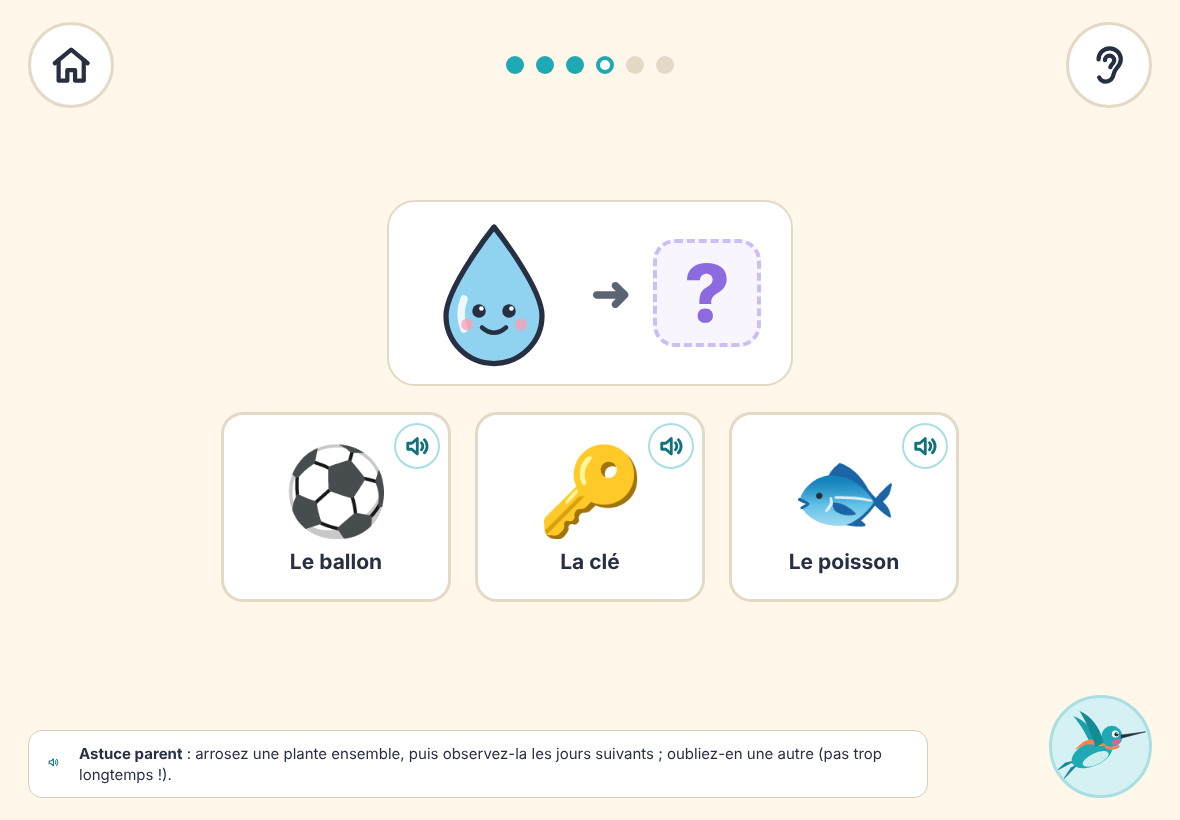 ?
Le ballon
La clé
Le poisson
Astuce parent : arrosez une plante ensemble, puis observez-la les jours suivants ; oubliez-en une autre (pas trop
longtemps !).